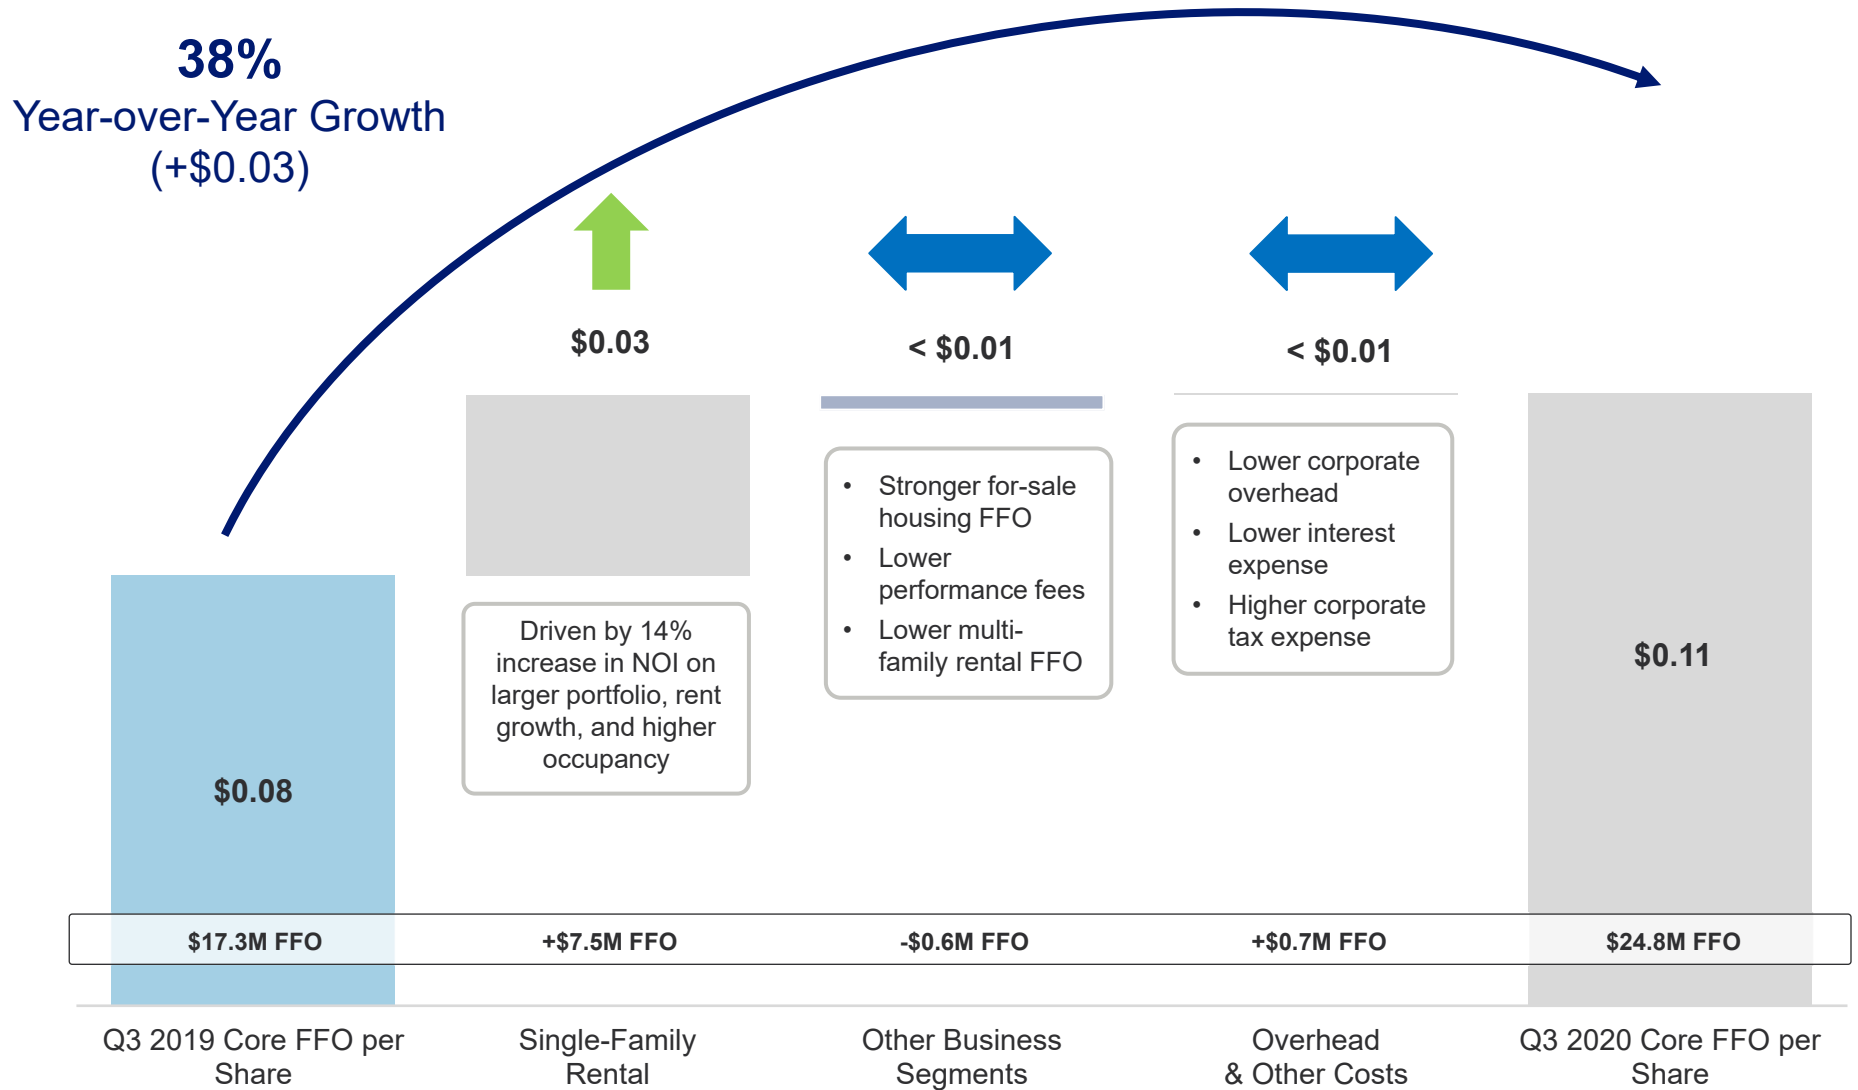 38%
Year-over-Year Growth
(+$0.03)
$0.03
< $0.01
< $0.01
Driven by 14%
increase in NOI on
larger portfolio, rent
growth, and higher
occupancy
• Stronger for-sale
housing FFO
• Lower
performance fees
• Lower multi-
family rental FFO
• Lower corporate
overhead
• Lower interest
expense
• Higher corporate
tax expense
$0.08
$0.11
$17.3M FFO
+$7.5M FFO
-$0.6M FFO
+$0.7M FFO
$24.8M FFO
Q3 2019 Core FFO per
Share
Single-Family
Rental
Other Business
Segments
Overhead
& Other Costs
Q3 2020 Core FFO per
Share